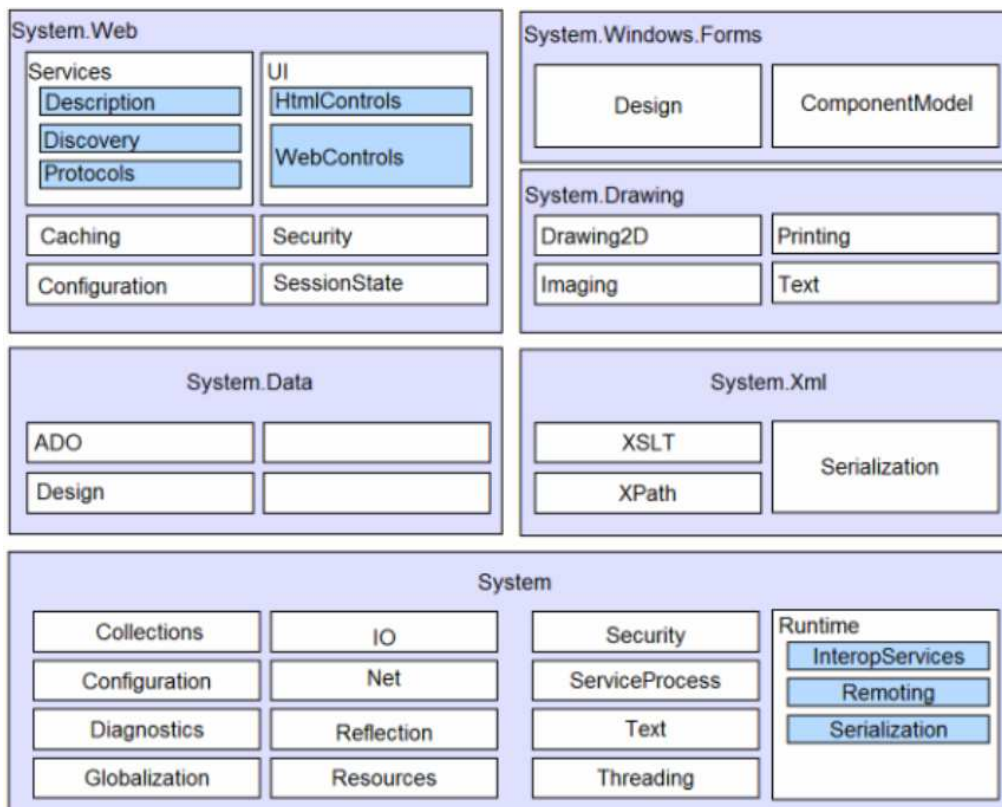 System.Web
Services
Description
Discovery
Protocols
UI
HtmlControls
WebControls
Caching
Security
Configuration
SessionState
System.Windows.Forms
Design
ComponentModel
System.Drawing
Drawing2D
Printing
Imaging
Text
System.Data
ADO
Design
System.Xml
XSLT
XPath
Serialization
System
Collections
Configuration
Diagnostics
Globalization
IO
Net
Reflection
Resources
Security
ServiceProcess
Text
Threading
Runtime
InteropServices
Remoting
Serialization